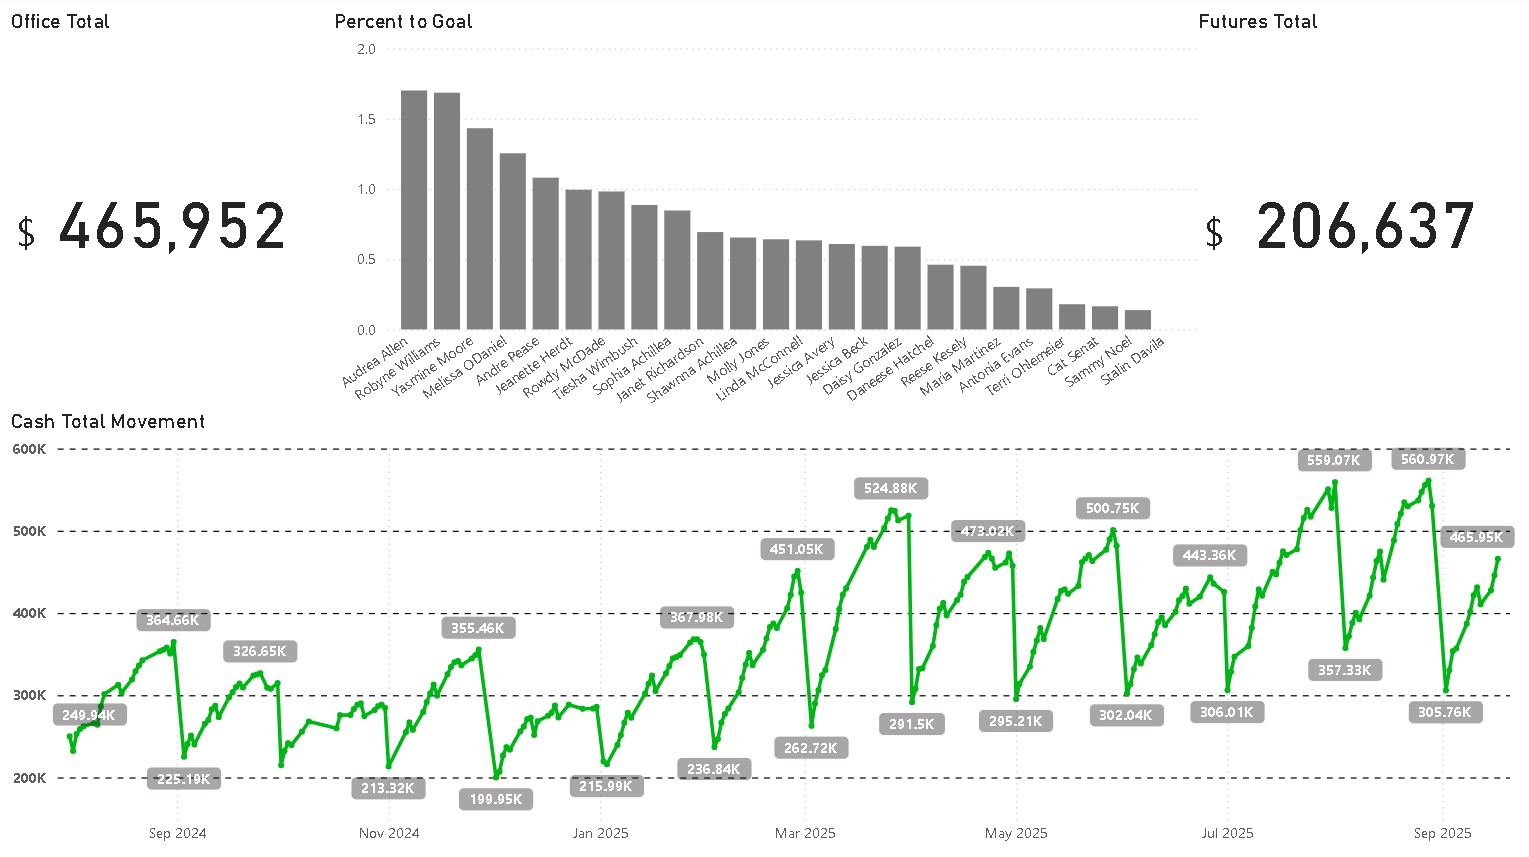 Office Total
$ 465,952
Percent to Goal
2.0
1.5
1.0
0.5
0.0
Audrea Allen
Robyne Williams
Yasmine Moore
Melissa ODaniel
Andre Pease
Jeanette Herdt
Rowdy McDade
Tiesha Wimbush
Sophia Achillea
Janet Richardson
Shawnna Achillea
Molly Jones
Linda McConnell
Jessica Avery
Jessica Beck
Daisy Gonzalez
Daneese Hatchel
Reese Kesely
Maria Martinez
Antonia Evans
Terri Ohlemeier
Cat Senat
Sammy Noel
Stalin Davila
Futures Total
$ 206,637
Cash Total Movement
600K
500K
400K
300K
200K
249.94K
364.66K
225.19K
326.65K
213.32K
355.46K
199.95K
215.99K
367.98K
236.84K
451.05K
262.72K
524.88K
291.5K
473.02K
295.21K
500.75K
302.04K
443.36K
306.01K
559.07K
357.33K
560.97K
305.76K
465.95K
Sep 2024
Nov 2024
Jan 2025
Mar 2025
May 2025
Jul 2025
Sep 2025